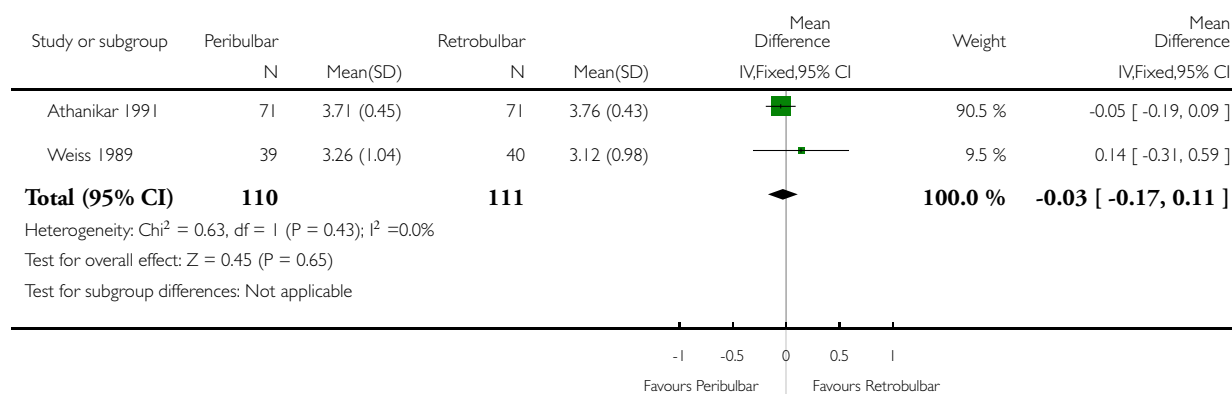 Mean Mean
Study or subgroup Peribulbar Retrobulbar Difference Weight Difference
N Mean(SD) N Mean(SD) IV,Fixed,95% CI IV,Fixed,95% CI
Athanikar 1991 71 3.71 (0.45) 71 3.76 (0.43) 90.5 % -0.05 [ -0.19, 0.09 ]
Weiss 1989 39 3.26 (1.04) 40 3.12 (0.98) 9.5 % 0.14 [ -0.31, 0.59 ]
Total (95% CI) 110 111 100.0 % -0.03 [ -0.17, 0.11 ]
Heterogeneity: Chi² = 0.63, df = 1 (P = 0.43); I² =0.0%
Test for overall effect: Z = 0.45 (P = 0.65)
Test for subgroup differences: Not applicable
-1 -0.5 0 0.5 1
Favours Peribulbar Favours Retrobulbar